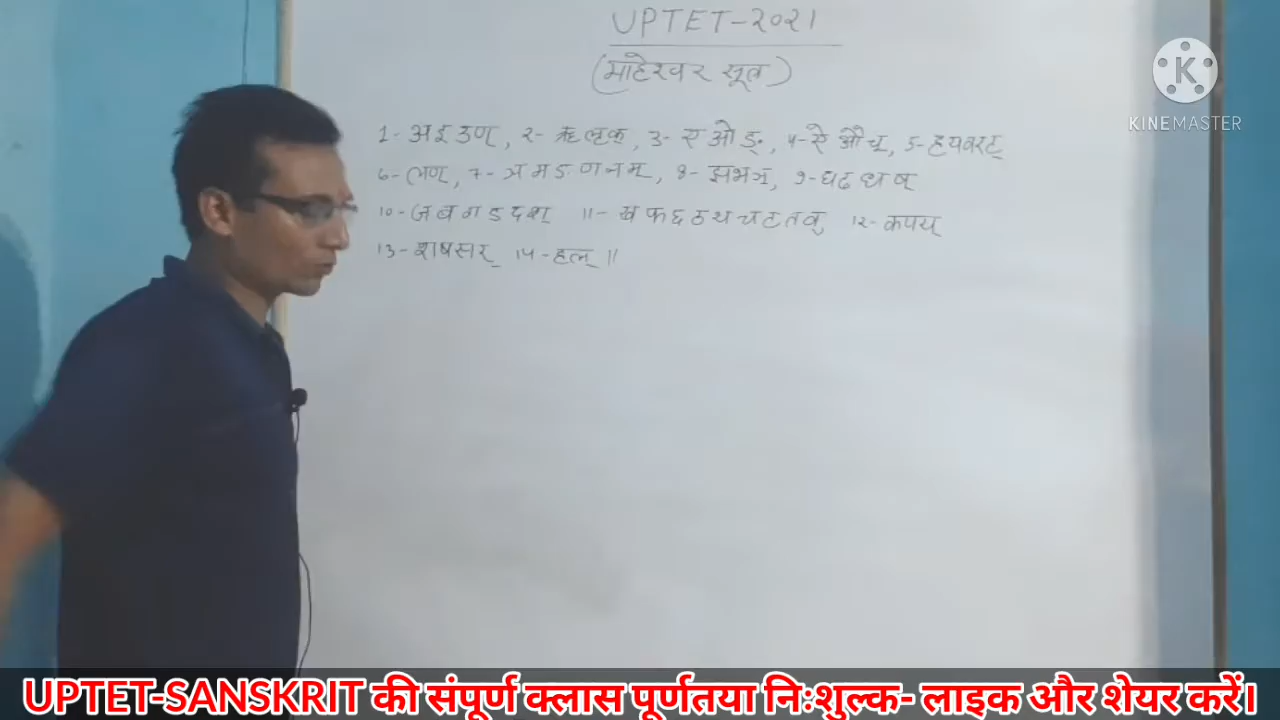 UPTET-२०२१
(माहेश्वर सूत्र)
KINEMASTER
१- अइउण्, २- ऋलृक्, ३- एओङ्, ४- ऐऔच्, ५- हयवरट्
६- लण्, ७- ञमङणनम्, ८- झभञ्, ९- घढधष्
१०- जबगडदश् ११- खफछठथचटतव् १२- कपय्
१३- शषसर् १४- हल्॥
UPTET-SANSKRIT की संपूर्ण क्लास पूर्णतया निःशुल्क- लाइक और शेयर करें।